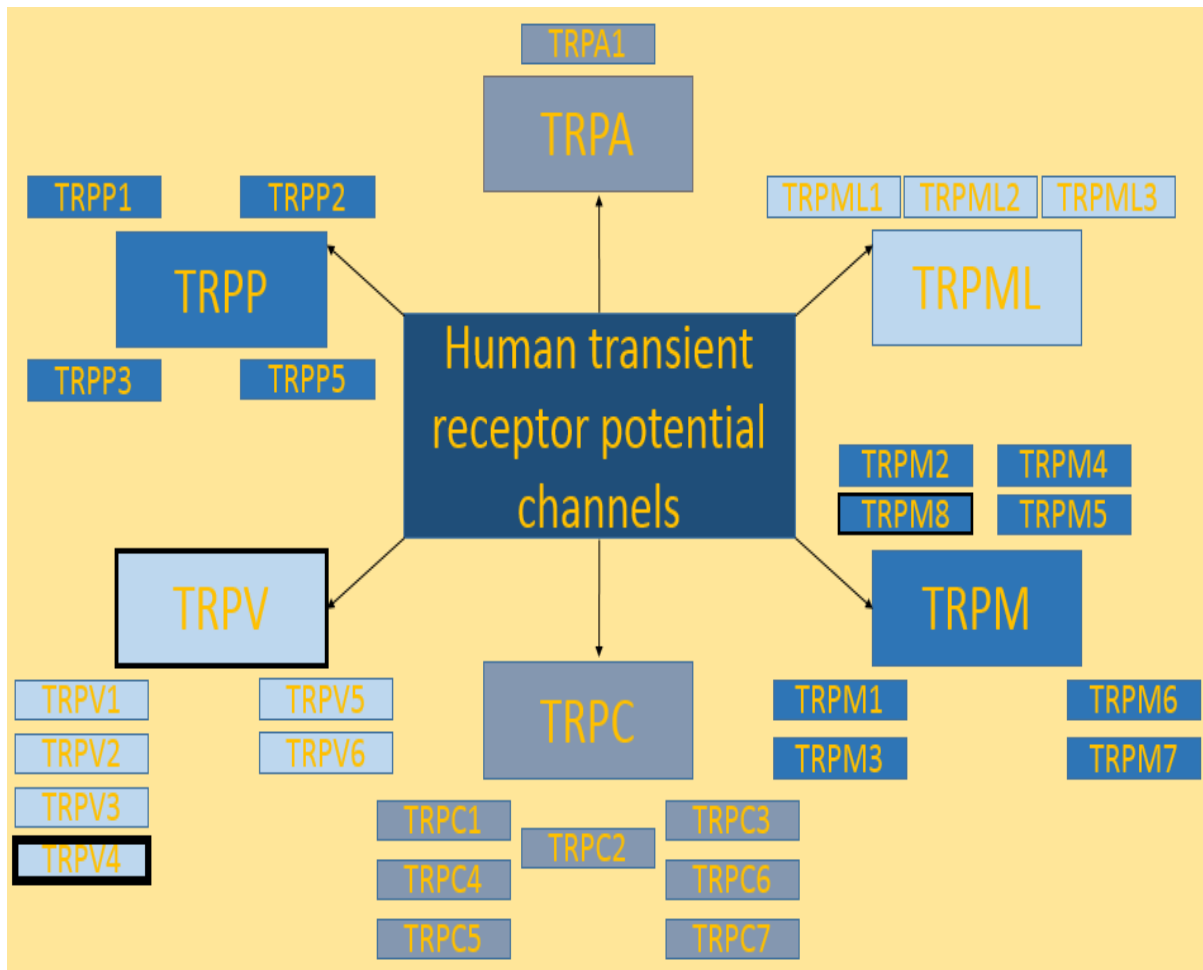 TRPA1
TRPA
TRPP1 TRPP2
TRPP
TRPP3 TRPP5
TRPML1 TRPML2 TRPML3
TRPML
Human transient
receptor potential
channels
TRPM2 TRPM4
TRPM8 TRPM5
TRPM
TRPM1 TRPM6
TRPM3 TRPM7
TRPV
TRPV1 TRPV5
TRPV2 TRPV6
TRPV3
TRPV4
TRPC
TRPC1 TRPC2 TRPC3
TRPC4 TRPC6
TRPC5 TRPC7